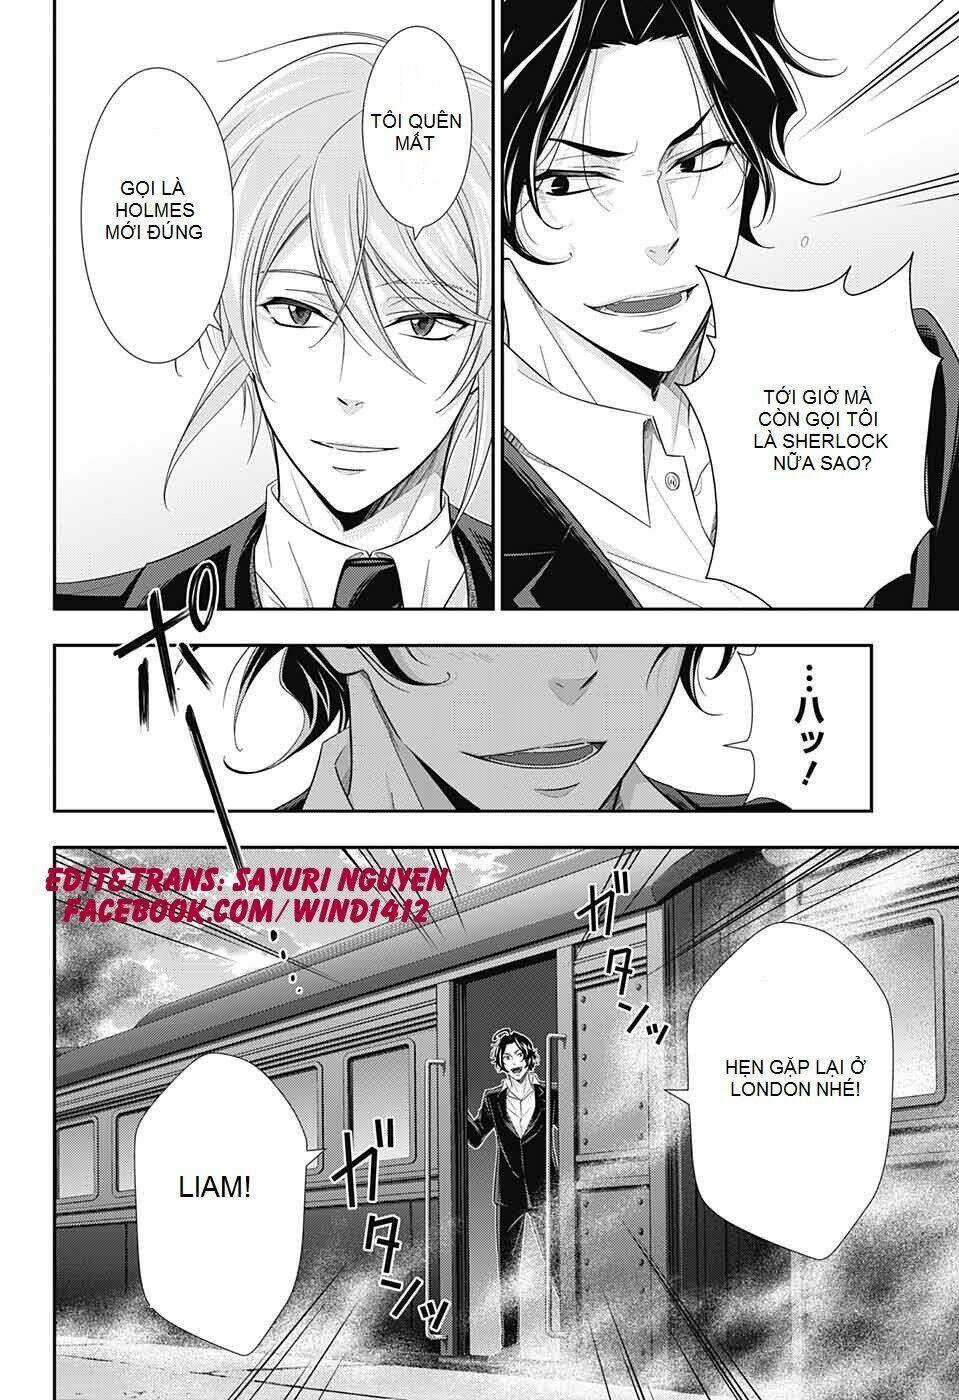 TỚI GIỜ MÀ
CÒN GỌI TÔI
LÀ SHERLOCK
NỮA SAO?
TÔI QUÊN
MẮT
GỌI LÀ
HOLMES
MỚI ĐÚNG
…ハッ!
ポーッ
EDIT&TRANS: SAYURI NGUYEN
FACEBOOK.COM/WIND1412
ガタンッ
HẸN GẶP LẠI Ở
LONDON NHÉ!
ガタンッ
LIAM!